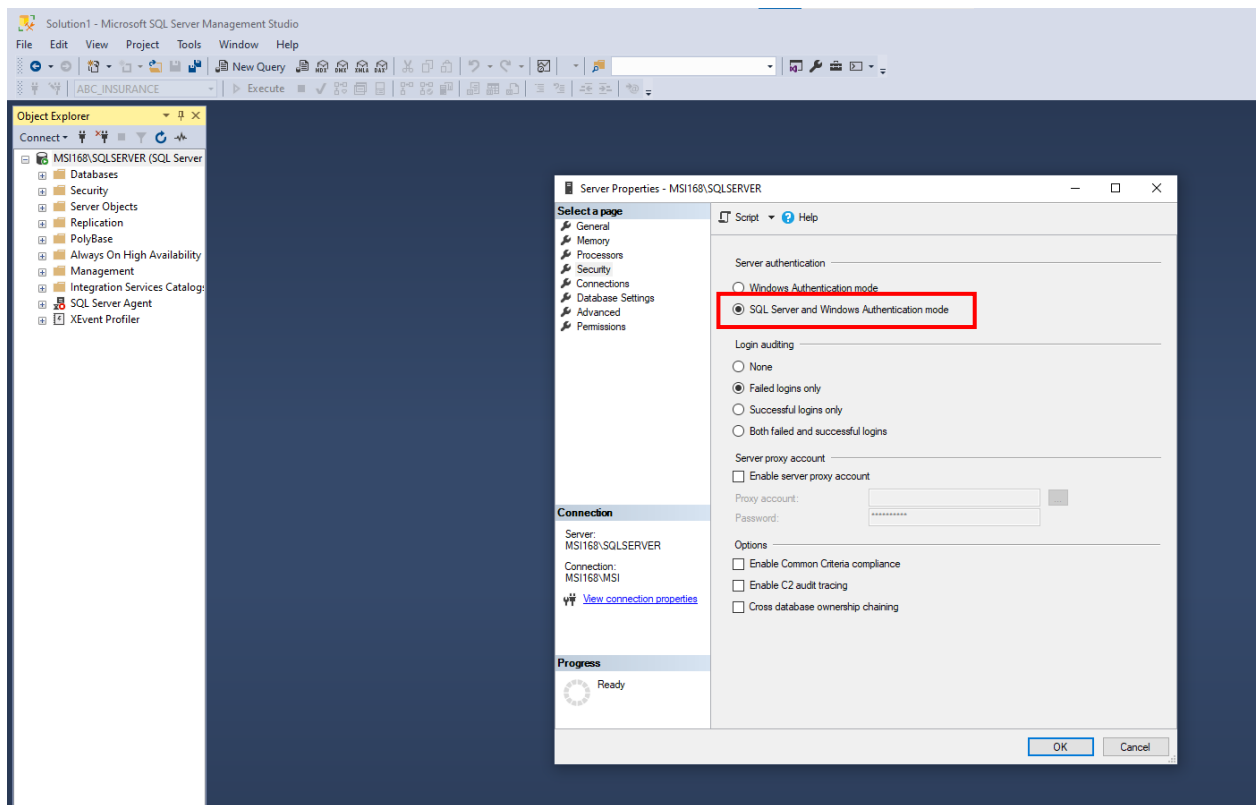 Solution1 - Microsoft SQL Server Management Studio
File Edit View Project Tools Window Help
New Query MDX DMX XMLA DAX
ABC_INSURANCE Execute
Object Explorer
Connect
MSI168\SQLSERVER (SQL Server
Databases
Security
Server Objects
Replication
PolyBase
Always On High Availability
Management
Integration Services Catalogs
SQL Server Agent
XEvent Profiler
Server Properties - MSI168\SQLSERVER
Select a page
General
Memory
Processors
Security
Connections
Database Settings
Advanced
Permissions
Connection
Server:
MSI168\SQLSERVER
Connection:
MSI168\MSI
View connection properties
Progress
Ready
Script Help
Server authentication
Windows Authentication mode
SQL Server and Windows Authentication mode
Login auditing
None
Failed logins only
Successful logins only
Both failed and successful logins
Server proxy account
Enable server proxy account
Proxy account: ...
Password: **********
Options
Enable Common Criteria compliance
Enable C2 audit tracing
Cross database ownership chaining
OK Cancel